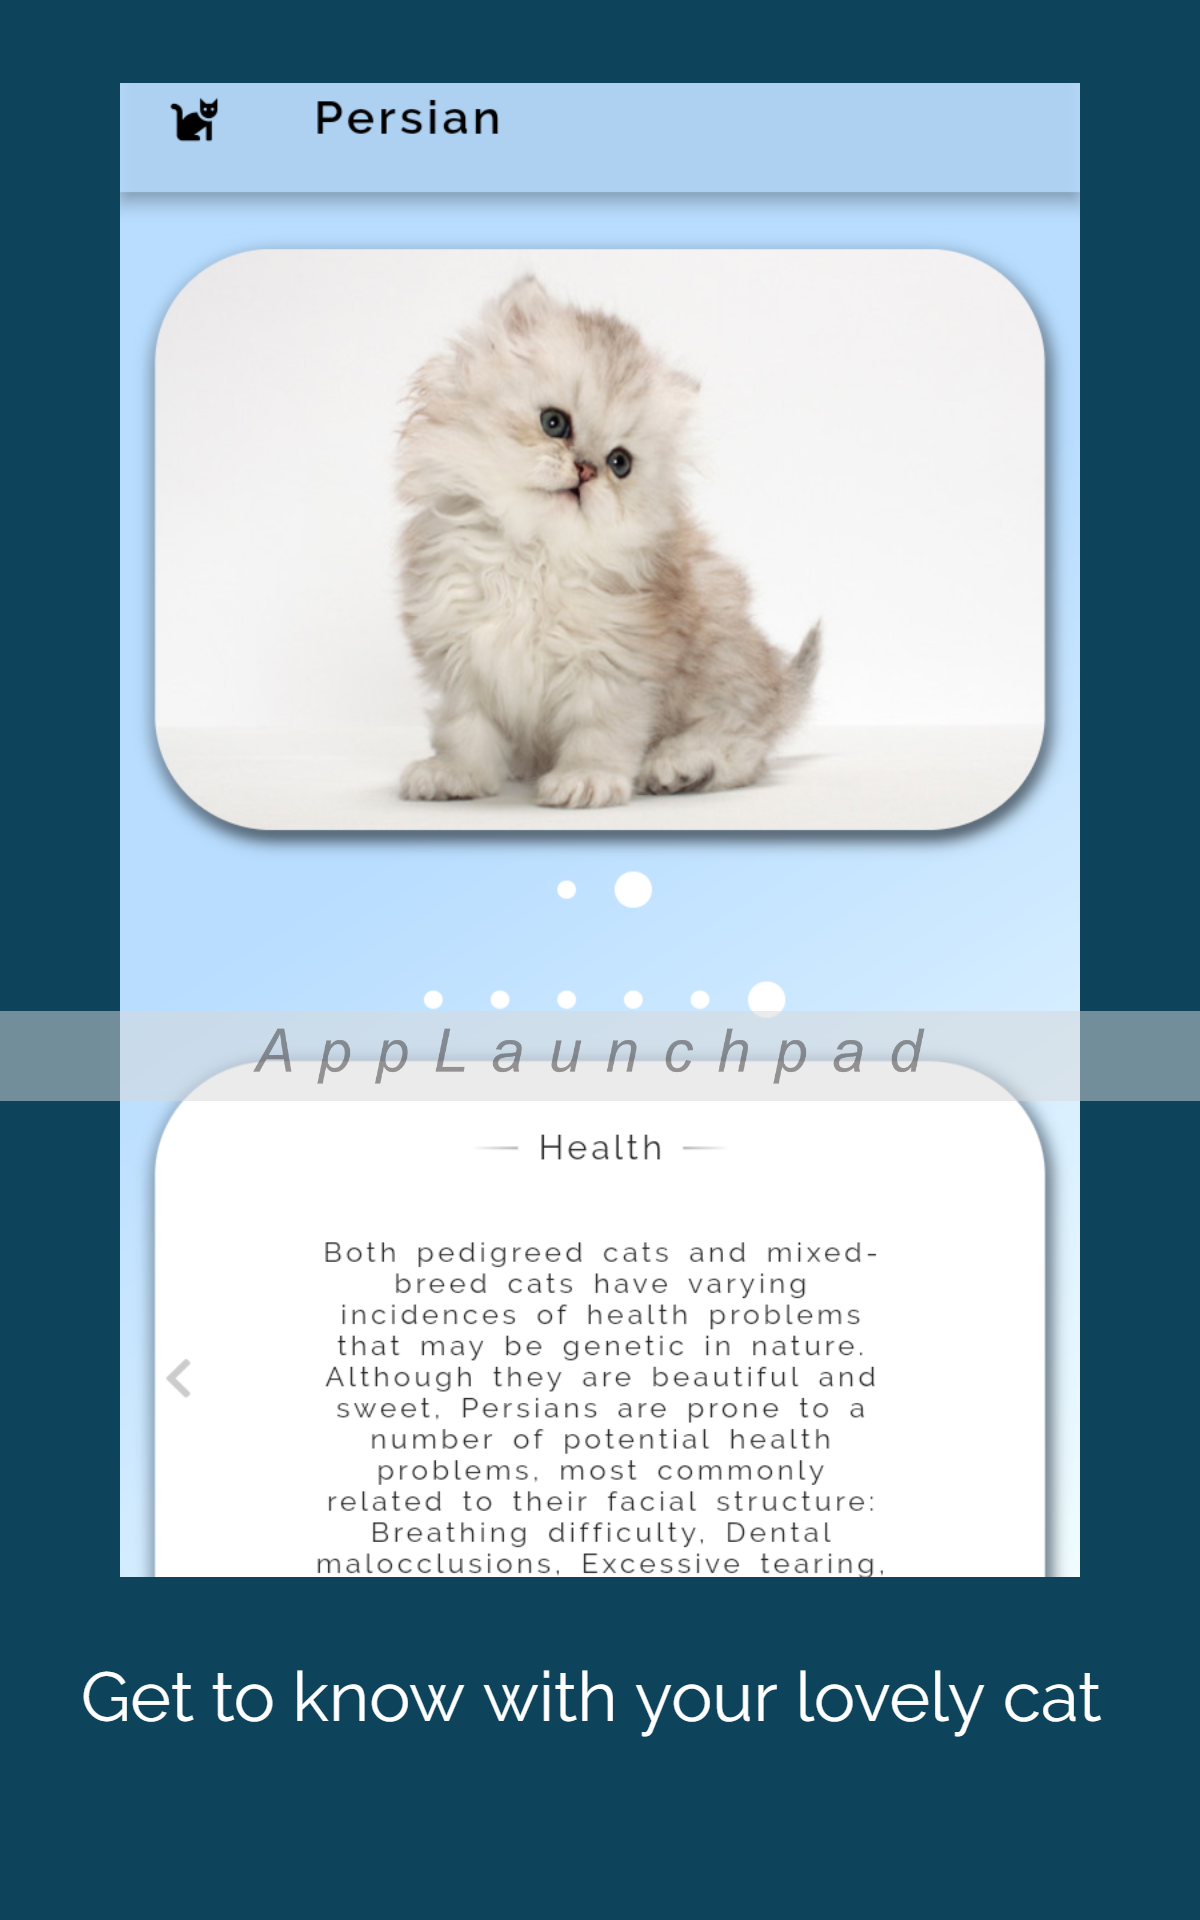 Persian
AppLaunchpad
Health
Both pedigreed cats and mixed-
breed cats have varying
incidences of health problems
that may be genetic in nature.
Although they are beautiful and
sweet, Persians are prone to a
number of potential health
problems, most commonly
related to their facial structure:
Breathing difficulty, Dental
malocclusions, Excessive tearing,
Get to know with your lovely cat